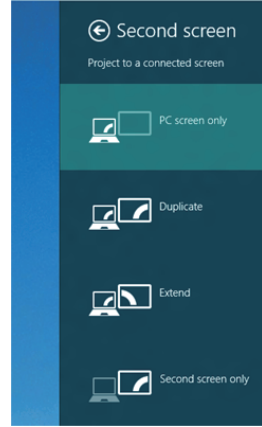 Second screen
Project to a connected screen
PC screen only
Duplicate
Extend
Second screen only